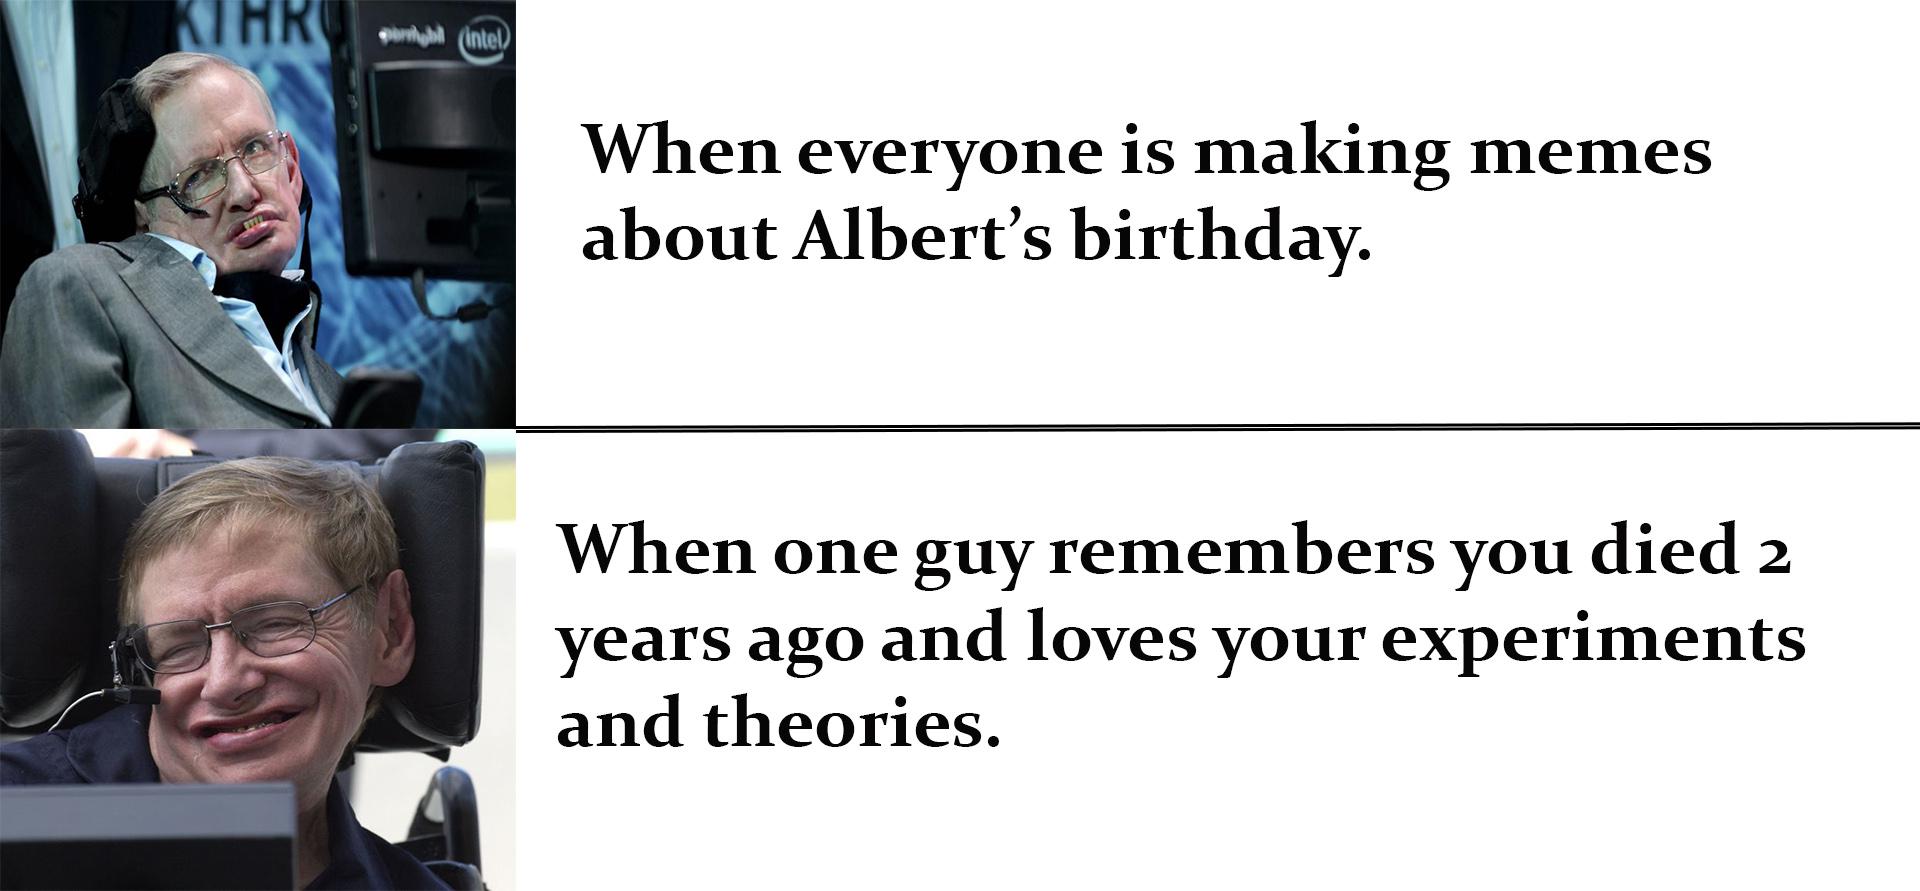 KTHR
intel
When everyone is making memes
about Albert’s birthday.
When one guy remembers you died 2
years ago and loves your experiments
and theories.